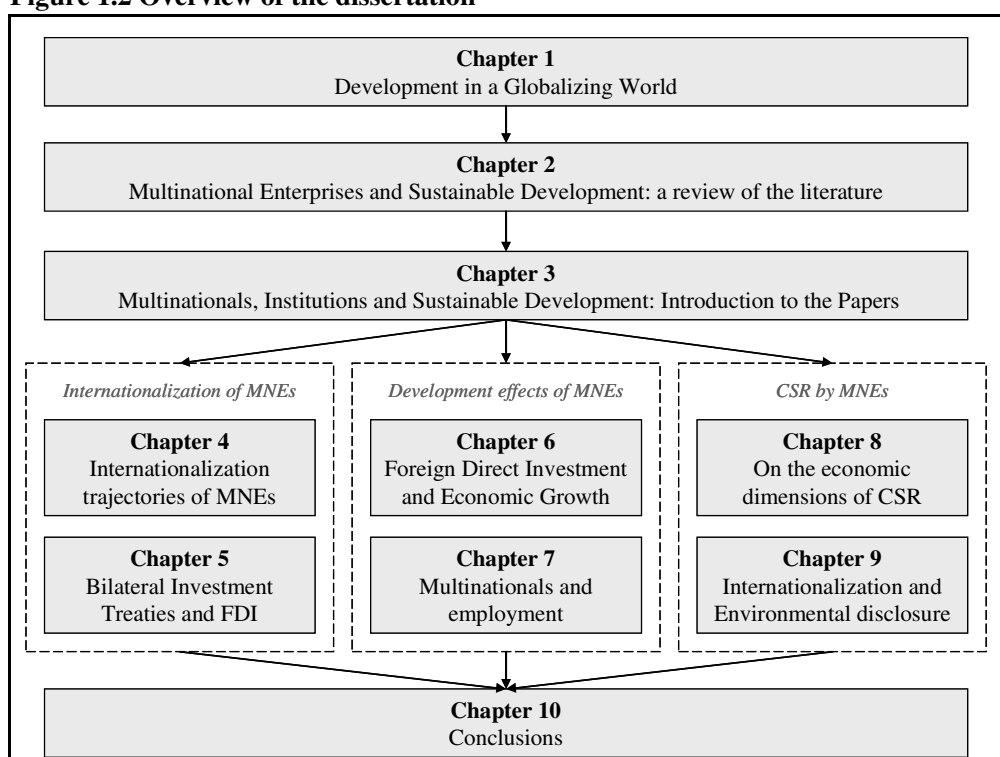 Figure 1.2 Overview of the dissertation
Chapter 1
Development in a Globalizing World
Chapter 2
Multinational Enterprises and Sustainable Development: a review of the literature
Chapter 3
Multinationals, Institutions and Sustainable Development: Introduction to the Papers
Internationalization of MNEs
Chapter 4
Internationalization
trajectories of MNEs
Chapter 5
Bilateral Investment
Treaties and FDI
Development effects of MNEs
Chapter 6
Foreign Direct Investment
and Economic Growth
Chapter 7
Multinationals and
employment
CSR by MNEs
Chapter 8
On the economic
dimensions of CSR
Chapter 9
Internationalization and
Environmental disclosure
Chapter 10
Conclusions